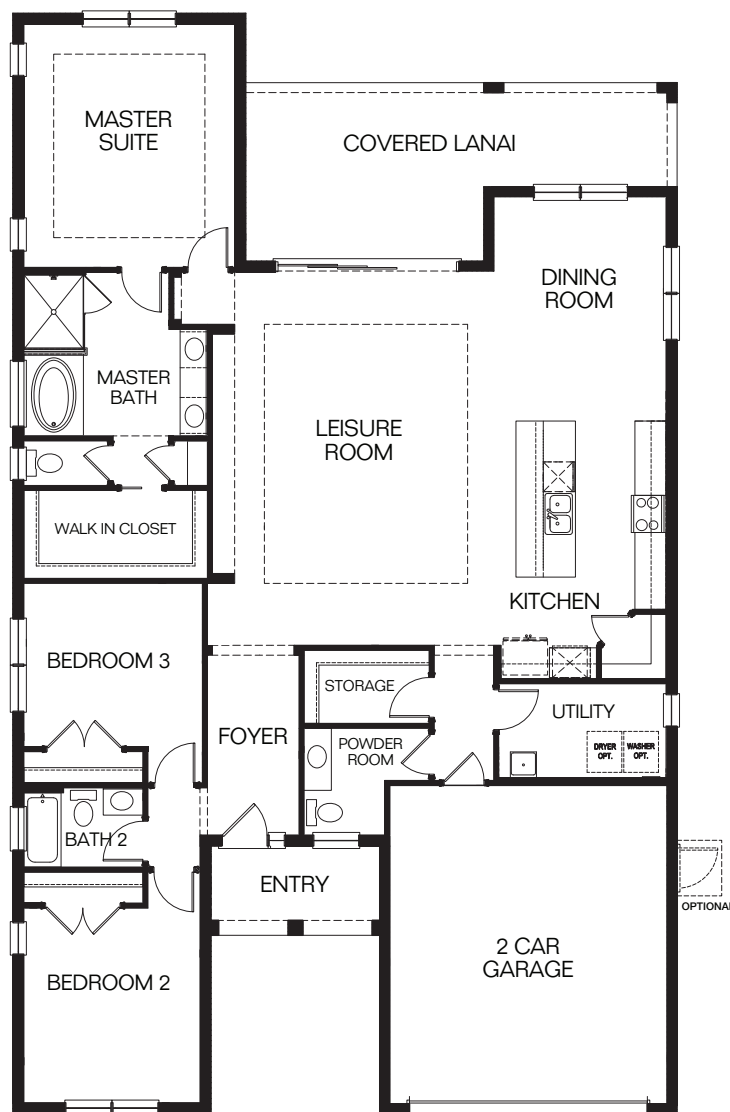 MASTER
SUITE
COVERED LANAI
DINING
ROOM
MASTER
BATH
LEISURE
ROOM
WALK IN CLOSET
KITCHEN
BEDROOM 3
STORAGE
UTILITY
FOYER
POWDER
ROOM
DRYER
OPT.
WASHER
OPT.
BATH 2
ENTRY
OPTIONAL
2 CAR
GARAGE
BEDROOM 2